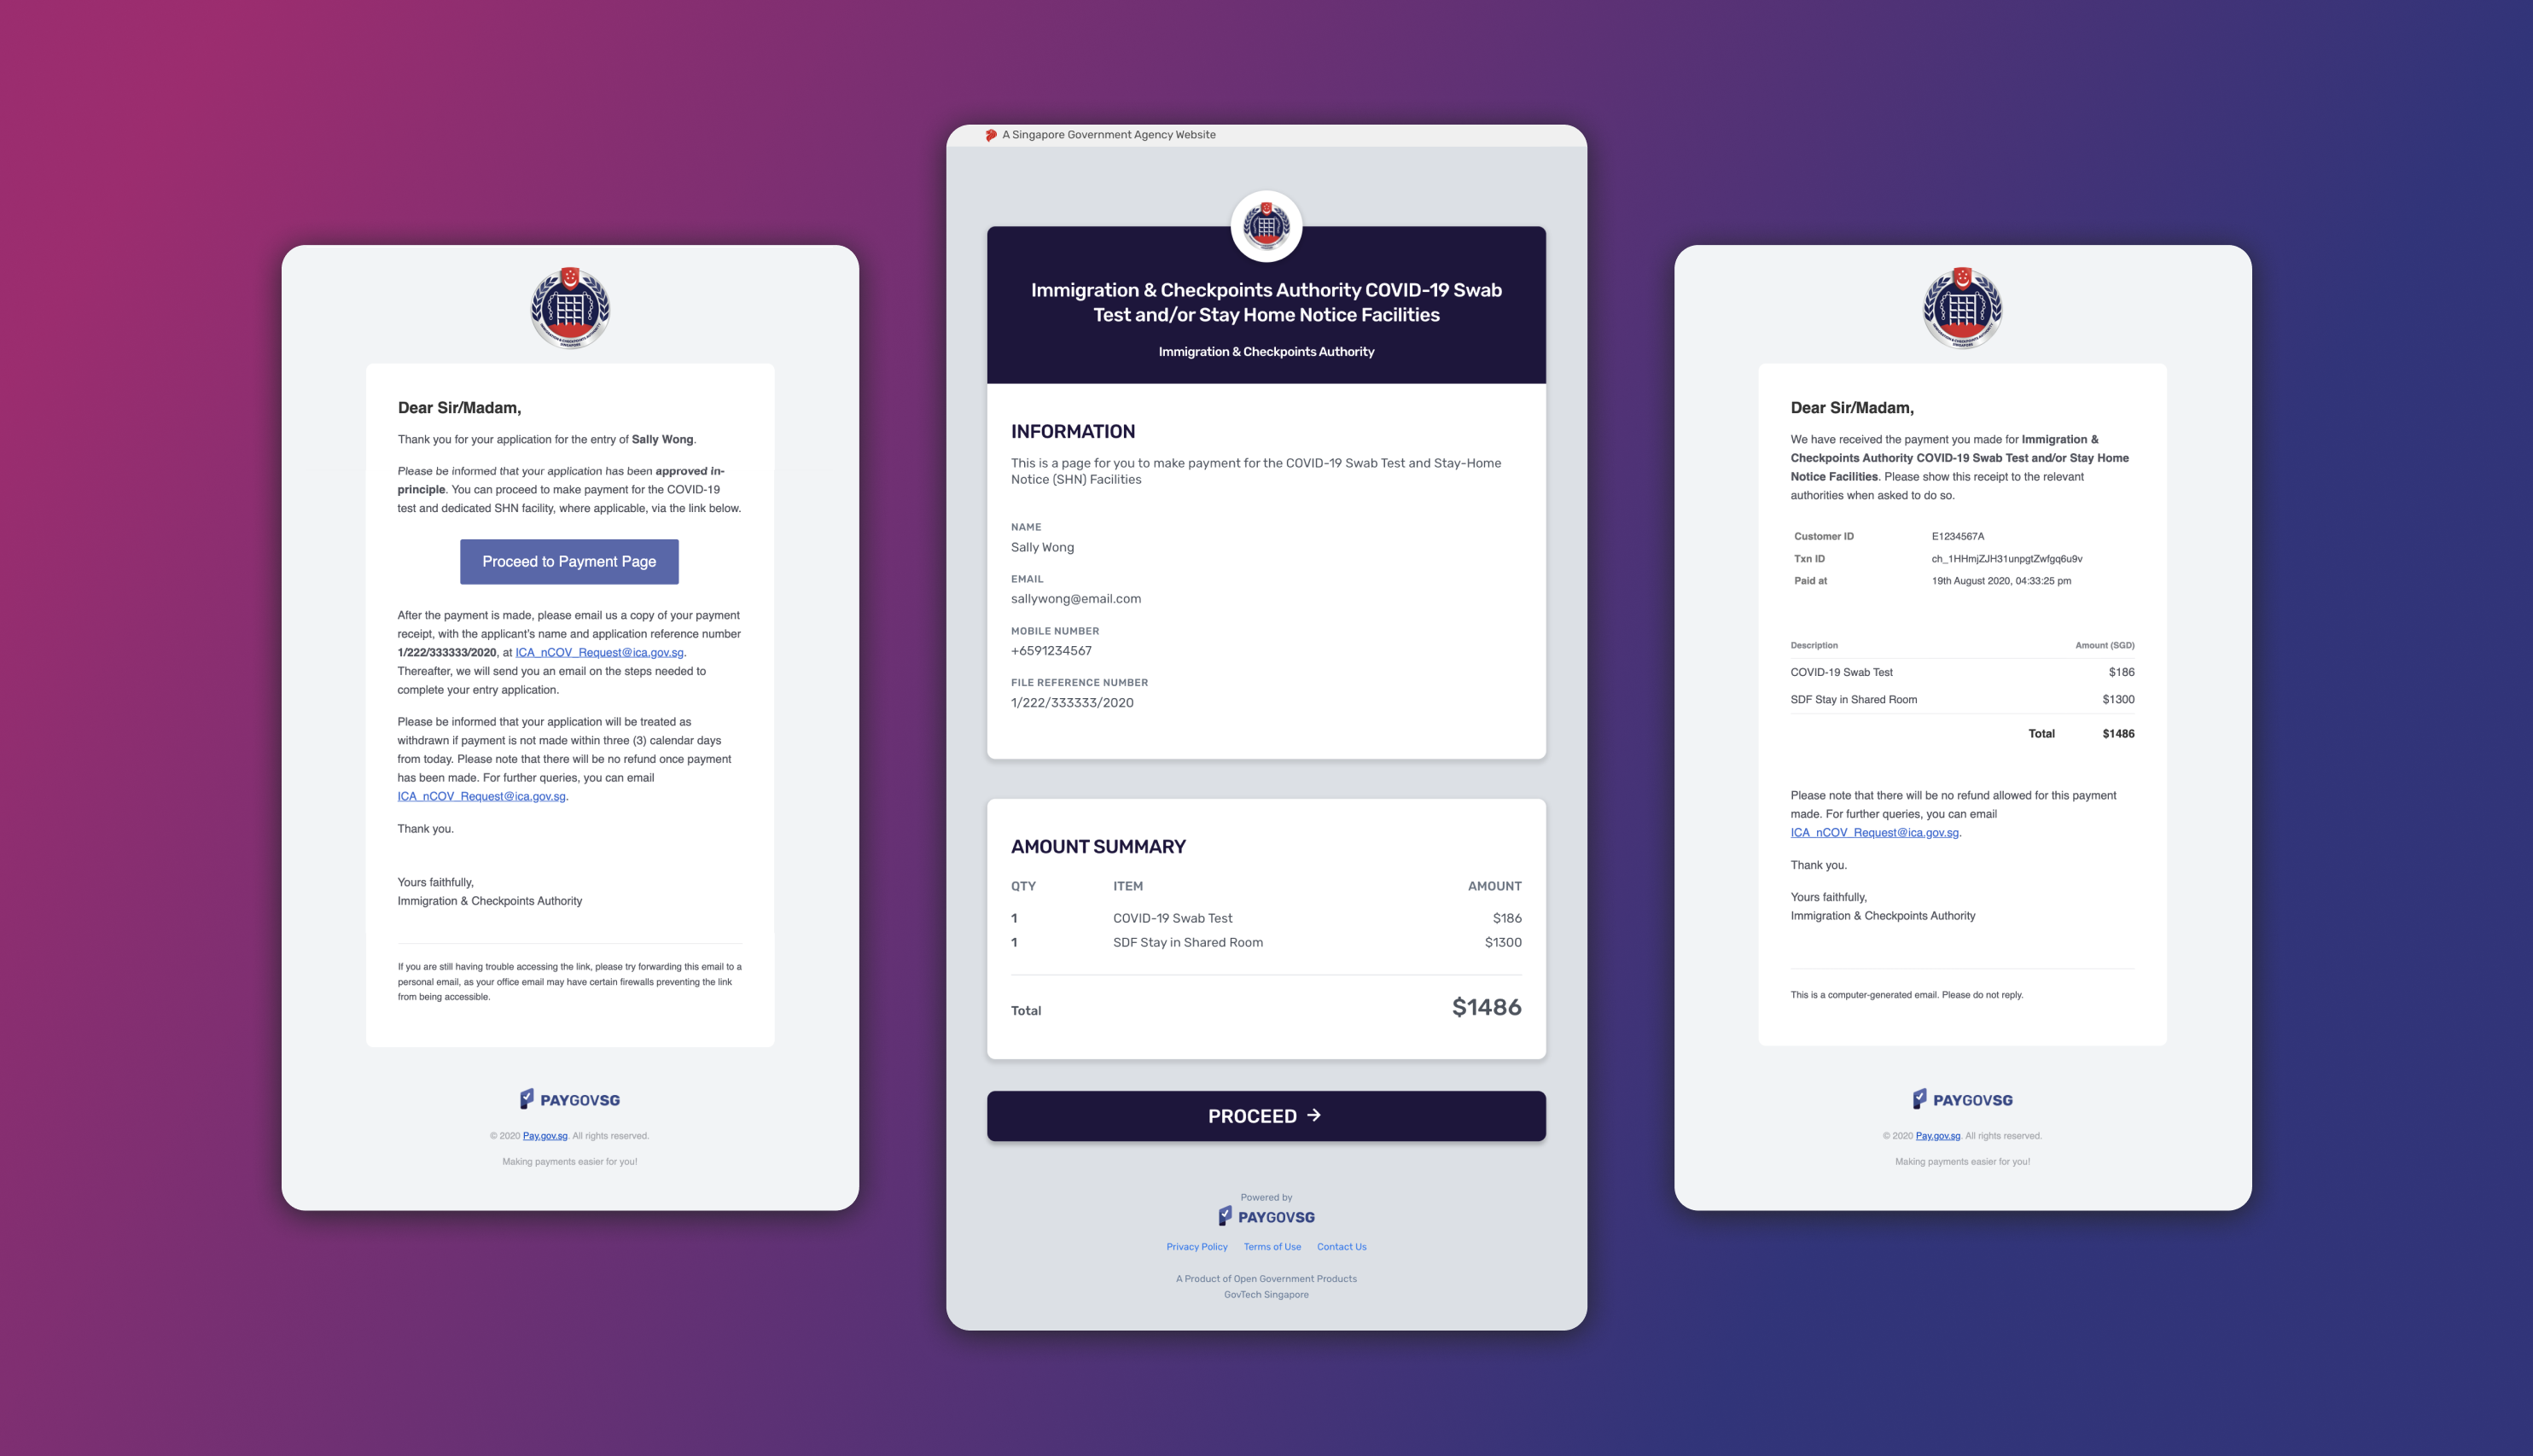 IMMIGRATION & CHECKPOINTS AUTHORITY
SINGAPORE
Dear Sir/Madam,
Thank you for your application for the entry of Sally Wong.
Please be informed that your application has been approved in-
principle. You can proceed to make payment for the COVID-19
test and dedicated SHN facility, where applicable, via the link below.
Proceed to Payment Page
After the payment is made, please email us a copy of your payment
receipt, with the applicant's name and application reference number
1/222/333333/2020, at ICA_nCOV_Request@ica.gov.sg.
Thereafter, we will send you an email on the steps needed to
complete your entry application.
Please be informed that your application will be treated as
withdrawn if payment is not made within three (3) calendar days
from today. Please note that there will be no refund once payment
has been made. For further queries, you can email
ICA_nCOV_Request@ica.gov.sg.
Thank you.
Yours faithfully,
Immigration & Checkpoints Authority
If you are still having trouble accessing the link, please try forwarding this email to a
personal email, as your office email may have certain firewalls preventing the link
from being accessible.
PAYGOVSG
© 2020 Pay.gov.sg. All rights reserved.
Making payments easier for you!
A Singapore Government Agency Website
Immigration & Checkpoints Authority COVID-19 Swab
Test and/or Stay Home Notice Facilities
Immigration & Checkpoints Authority
INFORMATION
This is a page for you to make payment for the COVID-19 Swab Test and Stay-Home
Notice (SHN) Facilities
NAME
Sally Wong
EMAIL
sallywong@email.com
MOBILE NUMBER
+6591234567
FILE REFERENCE NUMBER
1/222/333333/2020
AMOUNT SUMMARY
QTY ITEM AMOUNT
1 COVID-19 Swab Test $186
1 SDF Stay in Shared Room $1300
Total $1486
PROCEED →
Powered by
PAYGOVSG
Privacy Policy Terms of Use Contact Us
A Product of Open Government Products
GovTech Singapore
IMMIGRATION & CHECKPOINTS AUTHORITY
SINGAPORE
Dear Sir/Madam,
We have received the payment you made for Immigration &
Checkpoints Authority COVID-19 Swab Test and/or Stay Home
Notice Facilities. Please show this receipt to the relevant
authorities when asked to do so.
Customer ID E1234567A
Txn ID ch_1HHmjZJH31unpgtZwfgq6u9v
Paid at 19th August 2020, 04:33:25 pm
Description Amount (SGD)
COVID-19 Swab Test $186
SDF Stay in Shared Room $1300
Total $1486
Please note that there will be no refund allowed for this payment
made. For further queries, you can email
ICA_nCOV_Request@ica.gov.sg.
Thank you.
Yours faithfully,
Immigration & Checkpoints Authority
This is a computer-generated email. Please do not reply.
PAYGOVSG
© 2020 Pay.gov.sg. All rights reserved.
Making payments easier for you!